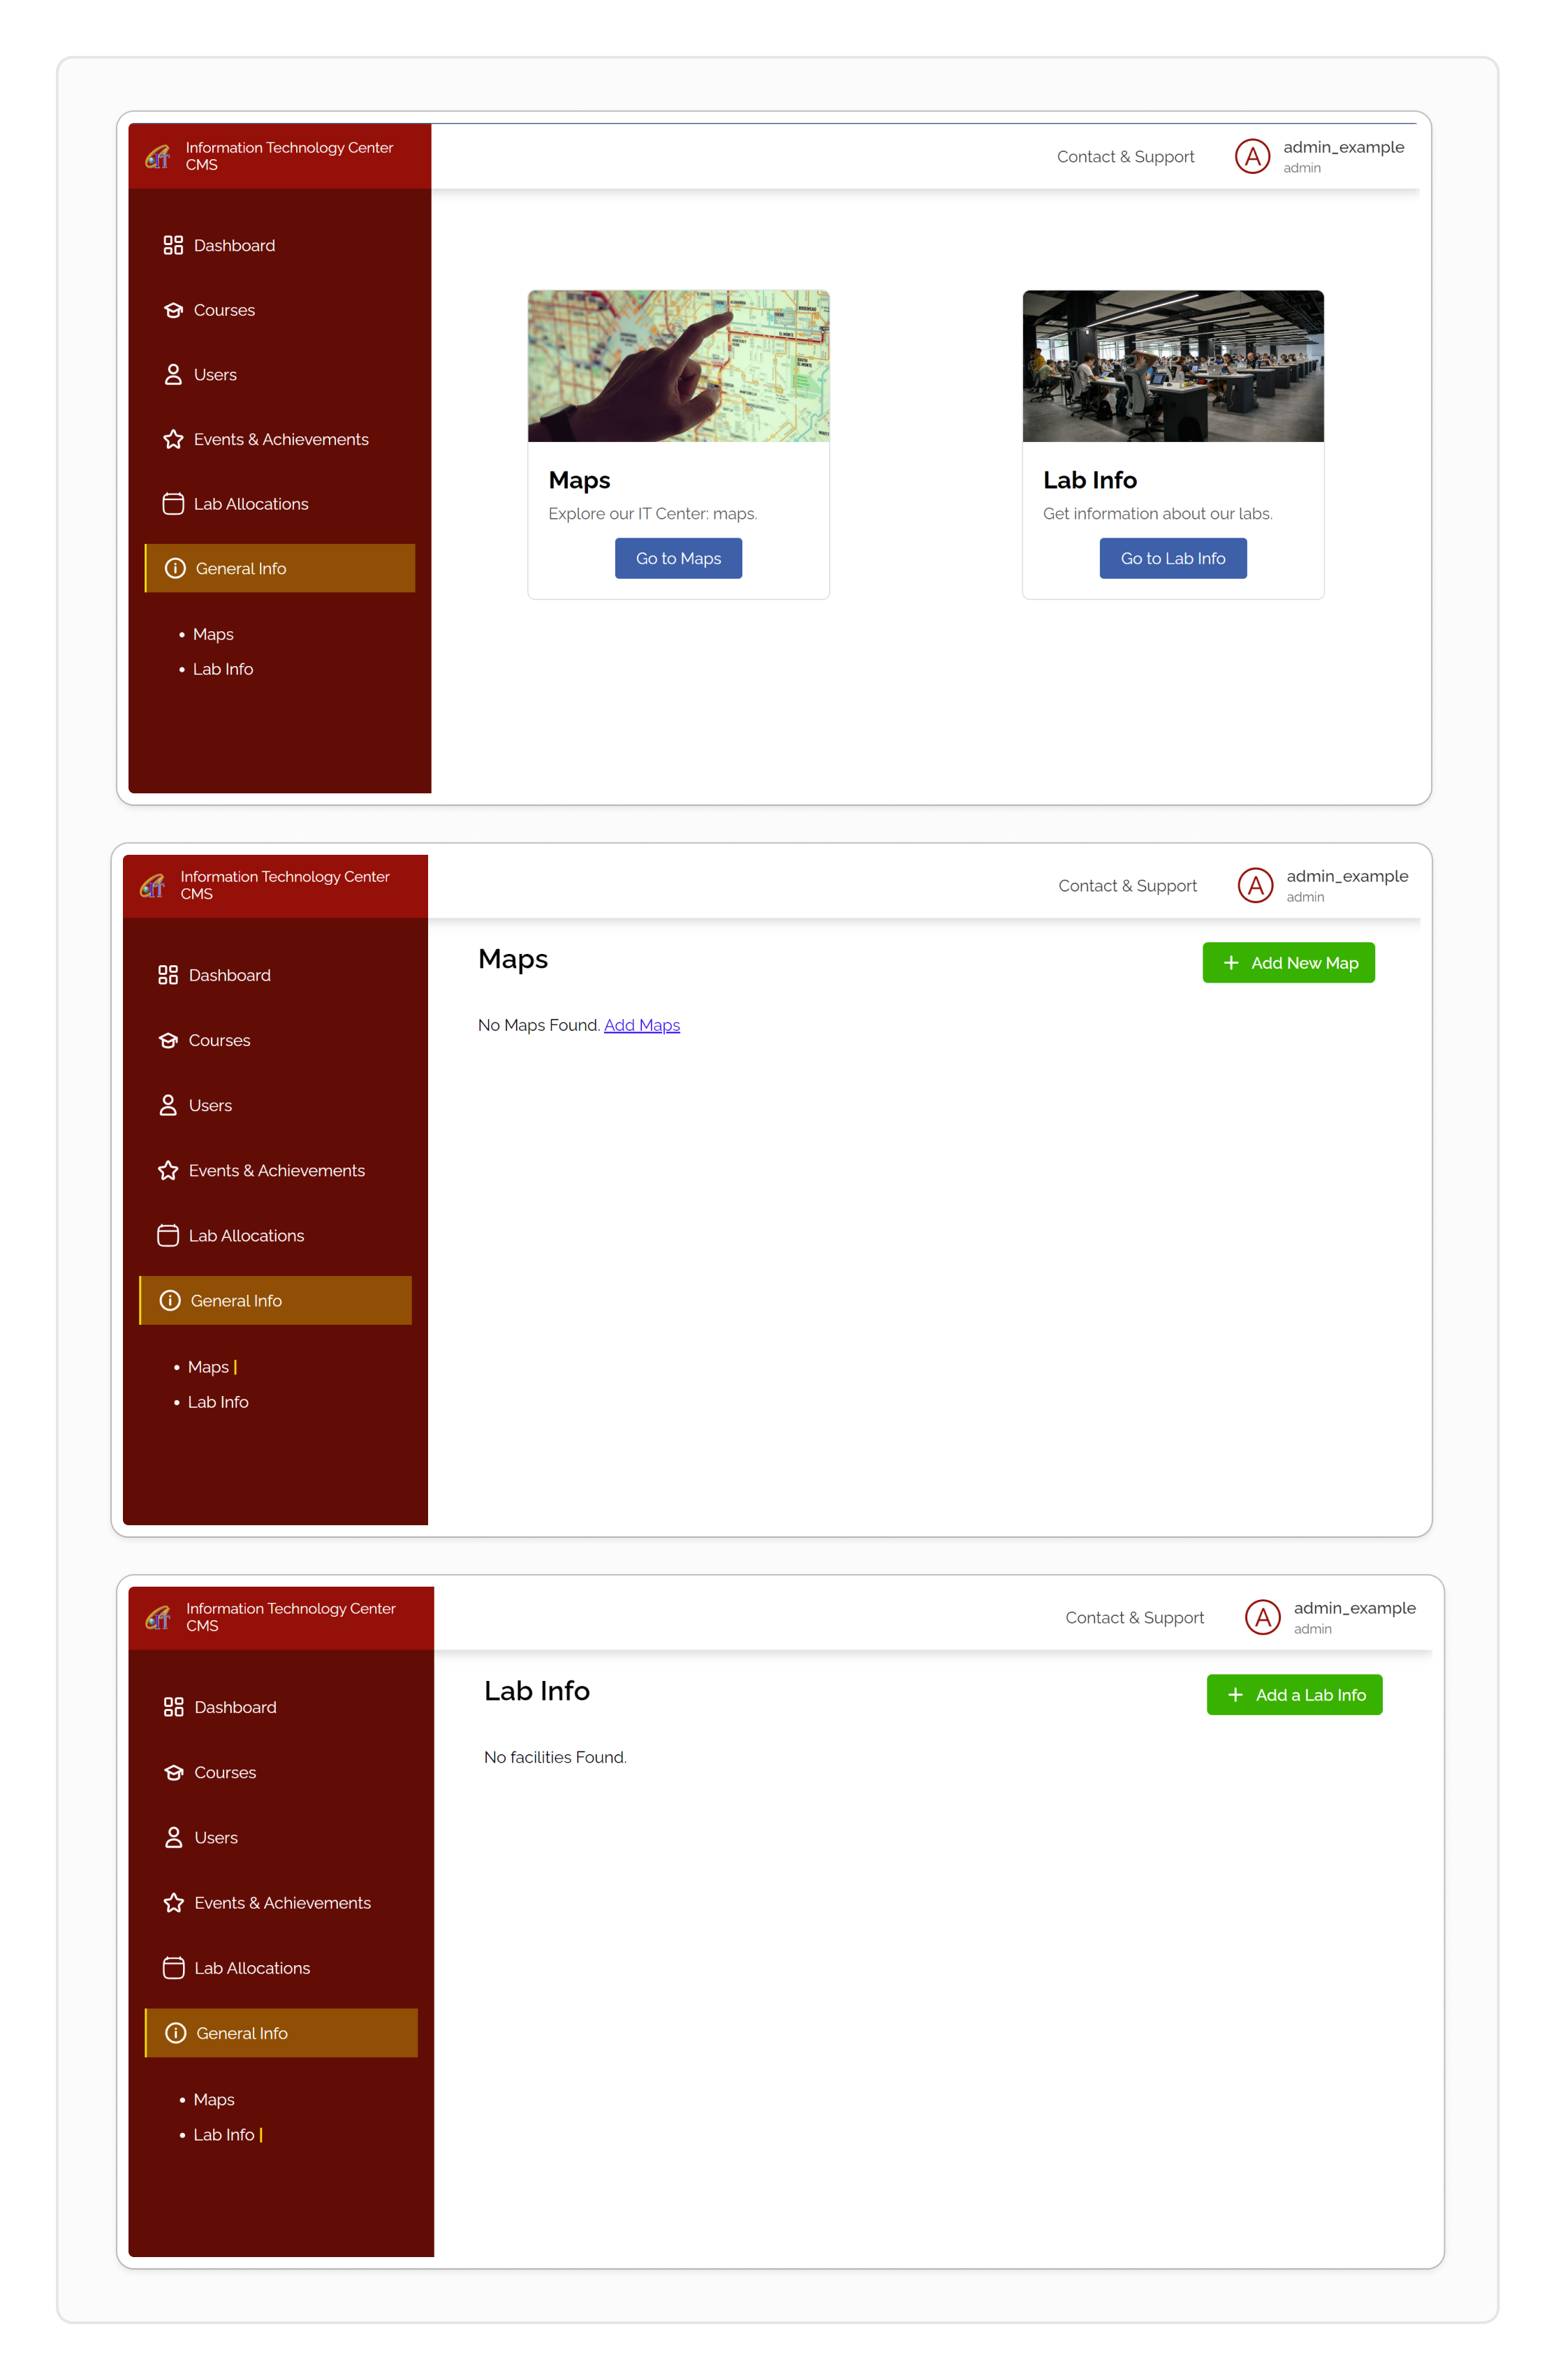 Information Technology Center
CMS
Contact & Support
A
admin_example
admin
Dashboard
Courses
Users
Events & Achievements
Lab Allocations
General Info
• Maps
• Lab Info
Maps
Explore our IT Center: maps.
Go to Maps
Lab Info
Get information about our labs.
Go to Lab Info
Information Technology Center
CMS
Contact & Support
A
admin_example
admin
Dashboard
Courses
Users
Events & Achievements
Lab Allocations
General Info
• Maps
• Lab Info
Maps
+ Add New Map
No Maps Found. Add Maps
Information Technology Center
CMS
Contact & Support
A
admin_example
admin
Dashboard
Courses
Users
Events & Achievements
Lab Allocations
General Info
• Maps
• Lab Info
Lab Info
+ Add a Lab Info
No facilities Found.